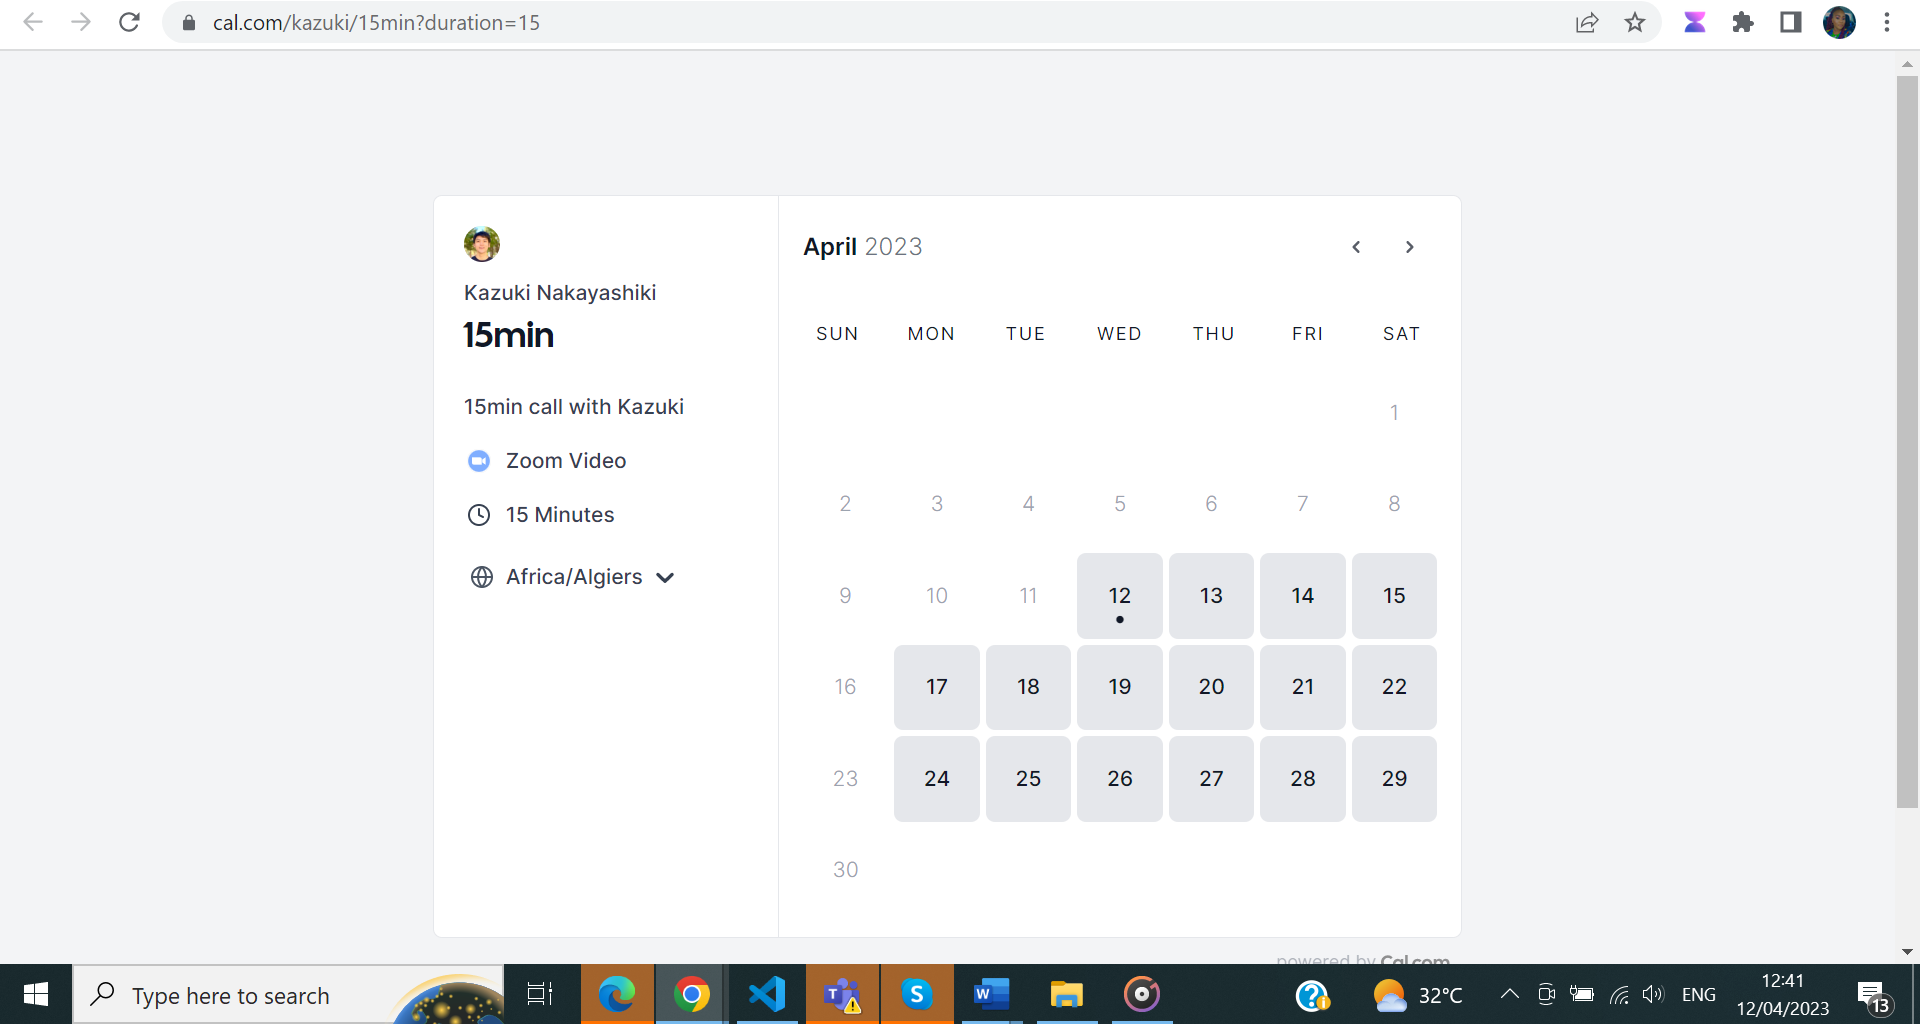 cal.com/kazuki/15min?duration=15
Kazuki Nakayashiki
15min
15min call with Kazuki
Zoom Video
15 Minutes
Africa/Algiers
April 2023
SUN MON TUE WED THU FRI SAT
1
2 3 4 5 6 7 8
9 10 11 12 13 14 15
16 17 18 19 20 21 22
23 24 25 26 27 28 29
30
powered by Cal.com
Type here to search
32°C
ENG
12:41
12/04/2023
13